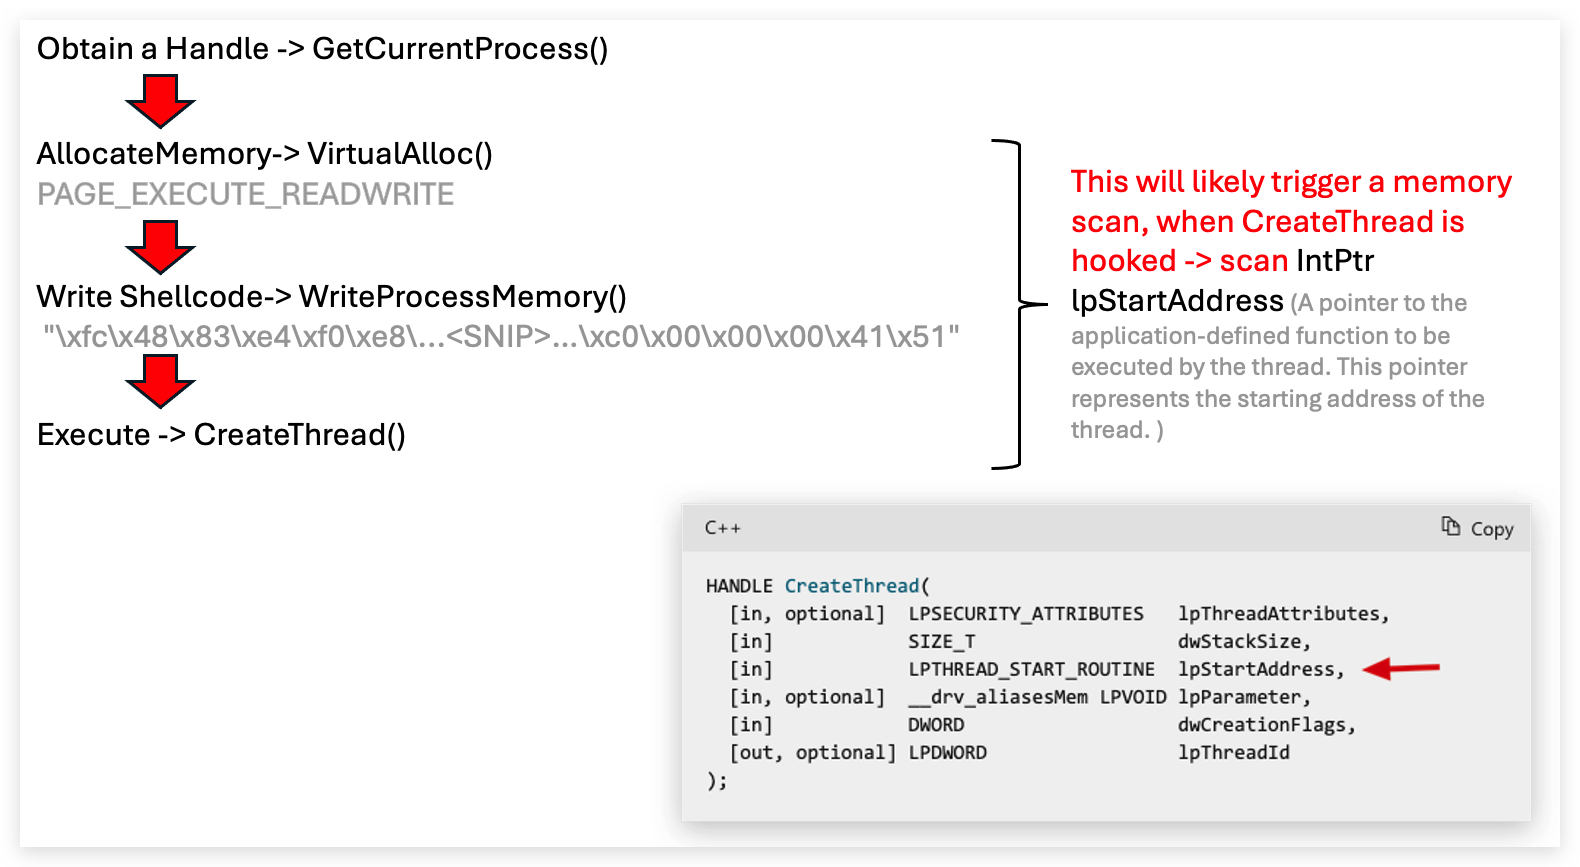 Obtain a Handle -> GetCurrentProcess()
AllocateMemory-> VirtualAlloc()
PAGE_EXECUTE_READWRITE
Write Shellcode-> WriteProcessMemory()
"\xfc\x48\x83\xe4\xf0\xe8\...<SNIP>...\xc0\x00\x00\x00\x41\x51"
Execute -> CreateThread()
This will likely trigger a memory
scan, when CreateThread is
hooked -> scan IntPtr
lpStartAddress (A pointer to the
application-defined function to be
executed by the thread. This pointer
represents the starting address of the
thread. )
C++ Copy
HANDLE CreateThread(
  [in, optional]  LPSECURITY_ATTRIBUTES   lpThreadAttributes,
  [in]            SIZE_T                  dwStackSize,
  [in]            LPTHREAD_START_ROUTINE  lpStartAddress,
  [in, optional]  __drv_aliasesMem LPVOID lpParameter,
  [in]            DWORD                   dwCreationFlags,
  [out, optional] LPDWORD                 lpThreadId
);